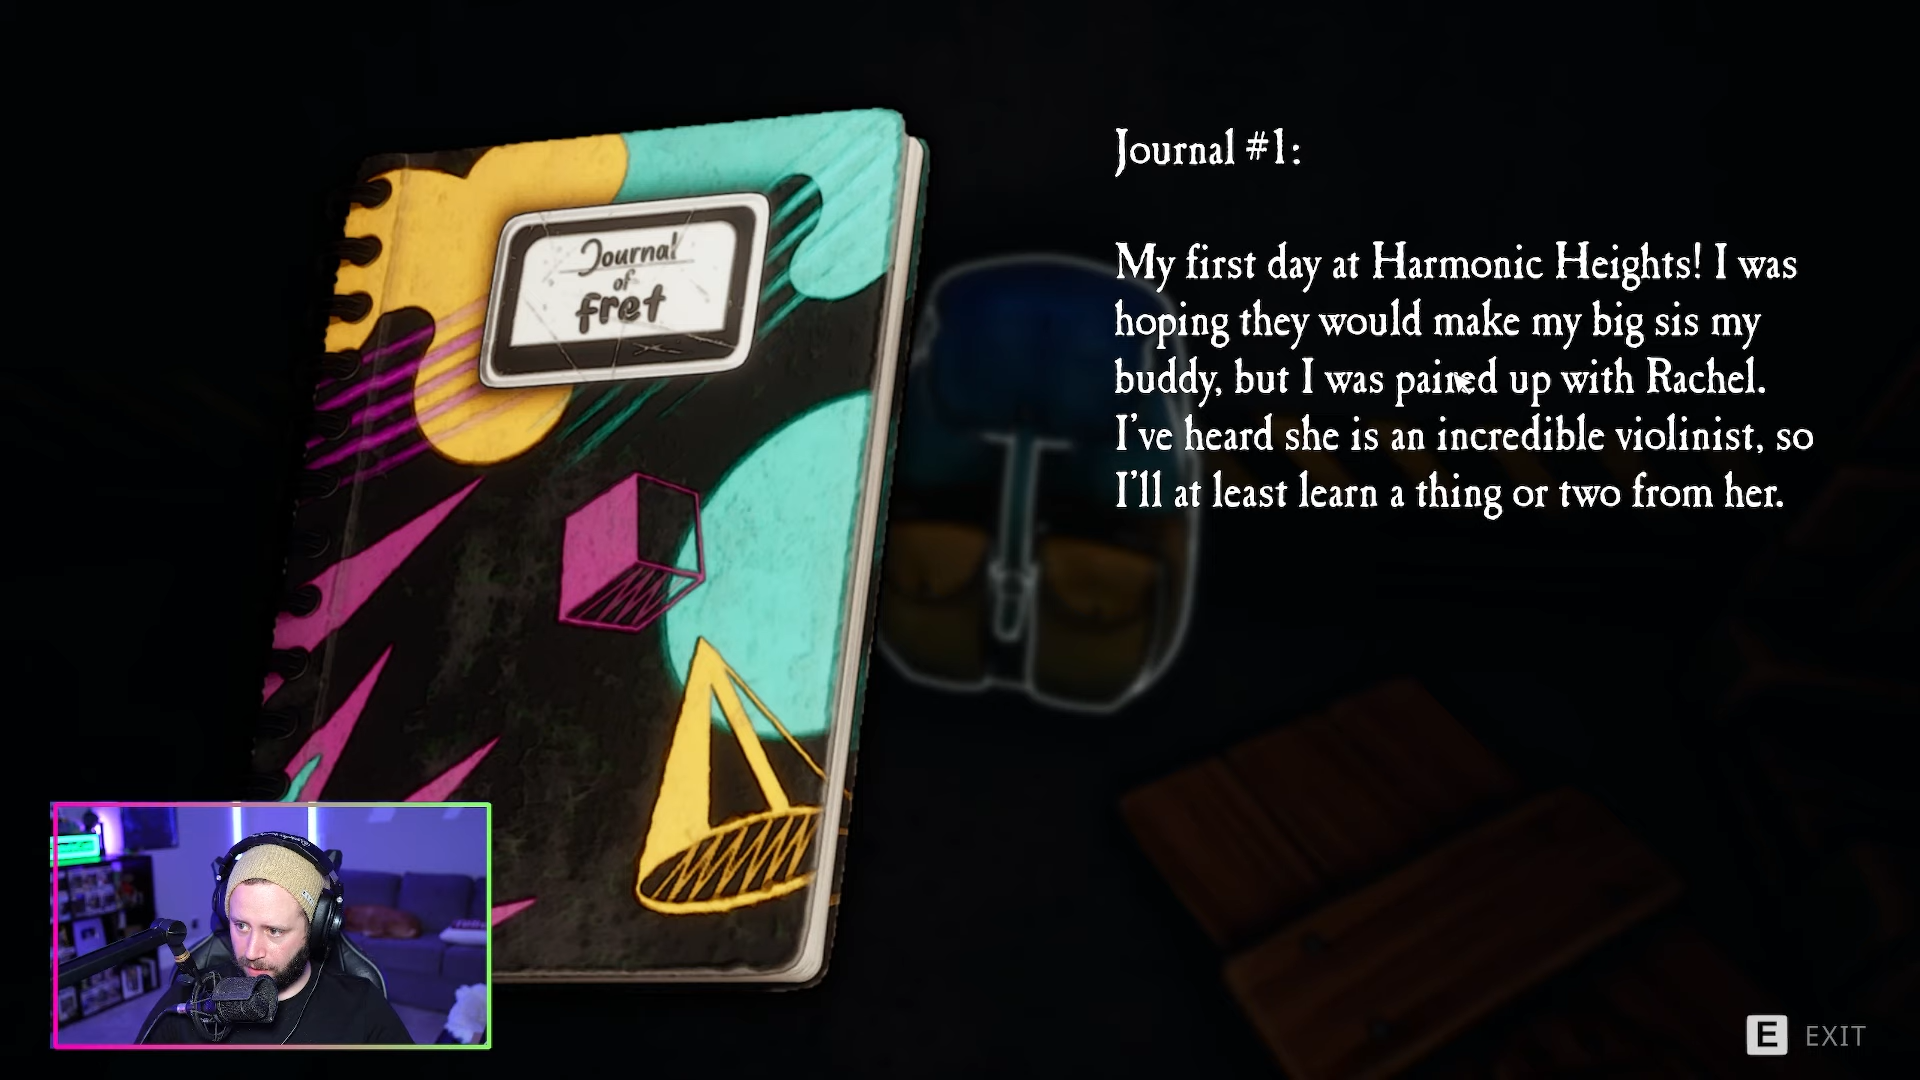 Journal
of
fret
Journal #1:
My first day at Harmonic Heights! I was
hoping they would make my big sis my
buddy, but I was paired up with Rachel.
I've heard she is an incredible violinist, so
I'll at least learn a thing or two from her.
E EXIT